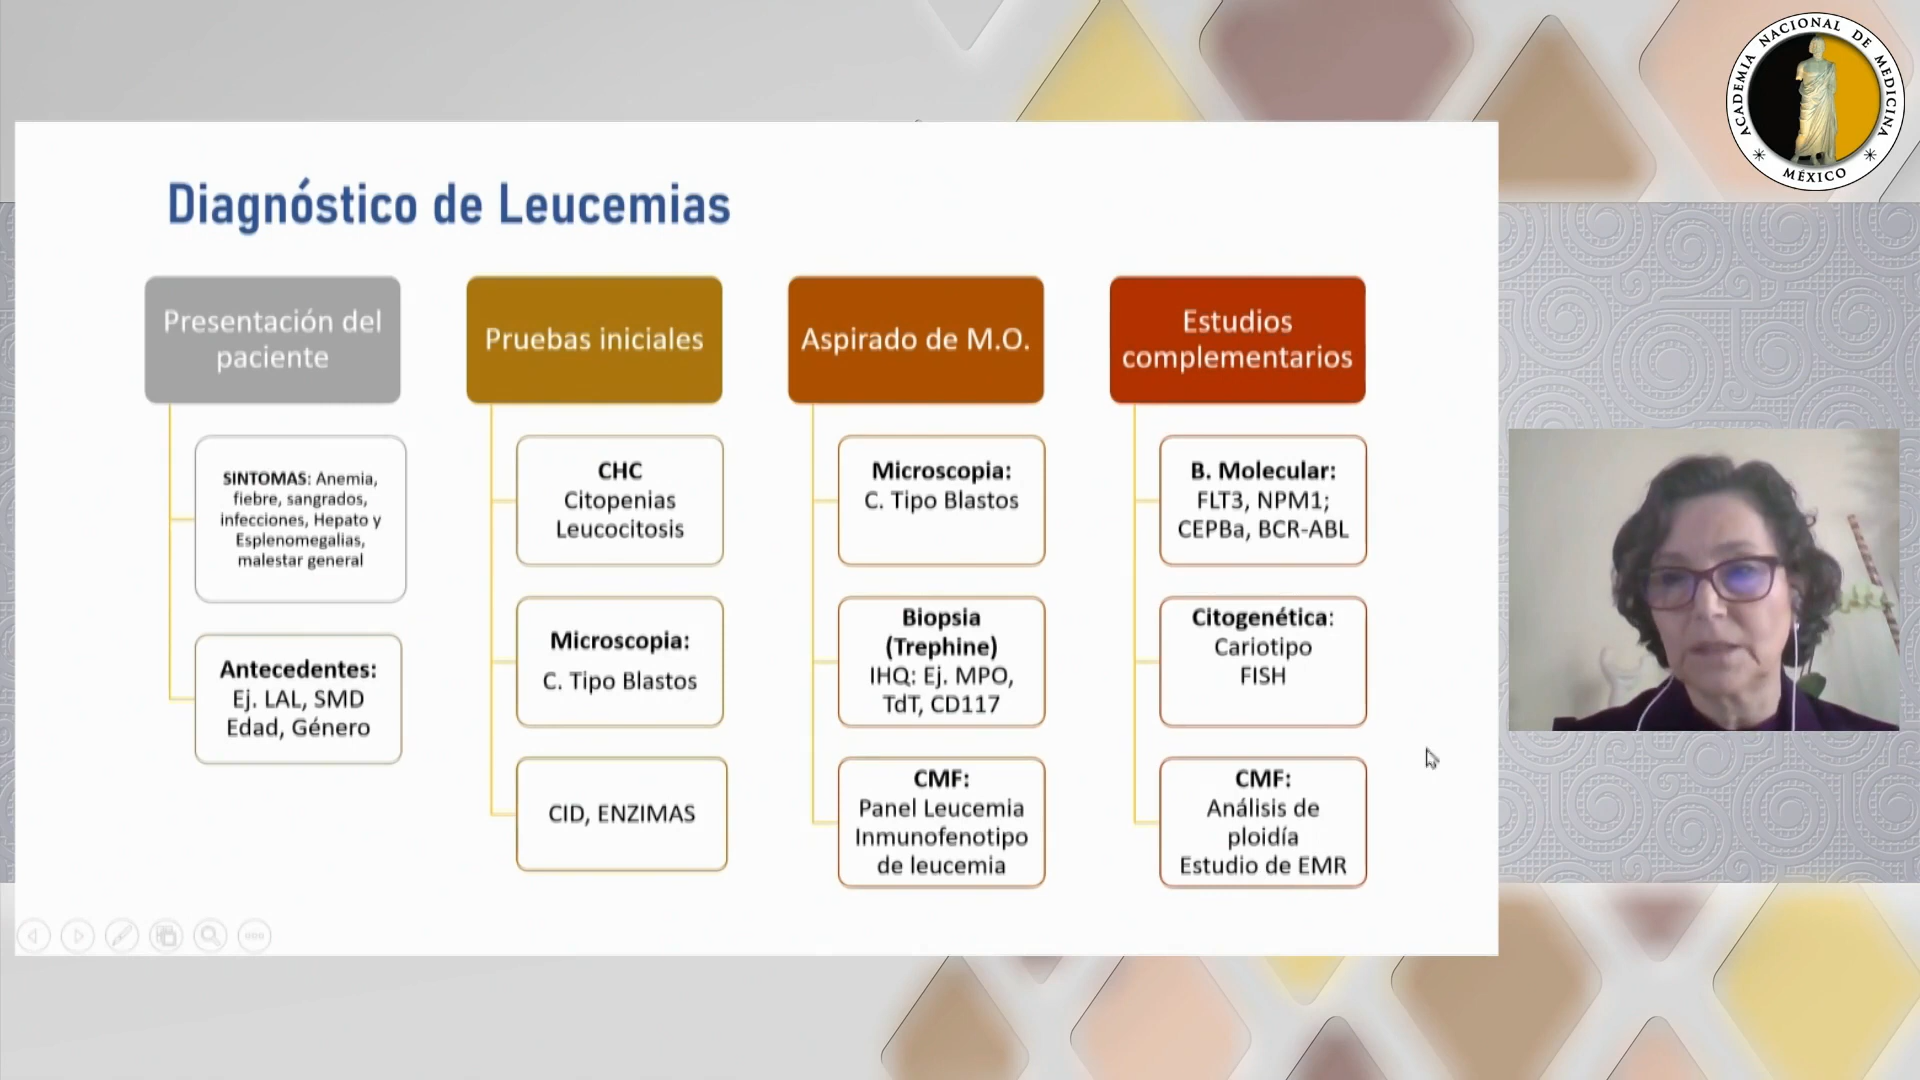 ACADEMIA NACIONAL DE MEDICINA
MÉXICO
Diagnóstico de Leucemias
Presentación del
paciente
SINTOMAS: Anemia,
fiebre, sangrados,
infecciones, Hepato y
Esplenomegalias,
malestar general
Antecedentes:
Ej. LAL, SMD
Edad, Género
Pruebas iniciales
CHC
Citopenias
Leucocitosis
Microscopia:
C. Tipo Blastos
CID, ENZIMAS
Aspirado de M.O.
Microscopia:
C. Tipo Blastos
Biopsia
(Trephine)
IHQ: Ej. MPO,
TdT, CD117
CMF:
Panel Leucemia
Inmunofenotipo
de leucemia
Estudios
complementarios
B. Molecular:
FLT3, NPM1;
CEPBa, BCR-ABL
Citogenética:
Cariotipo
FISH
CMF:
Análisis de
ploidía
Estudio de EMR